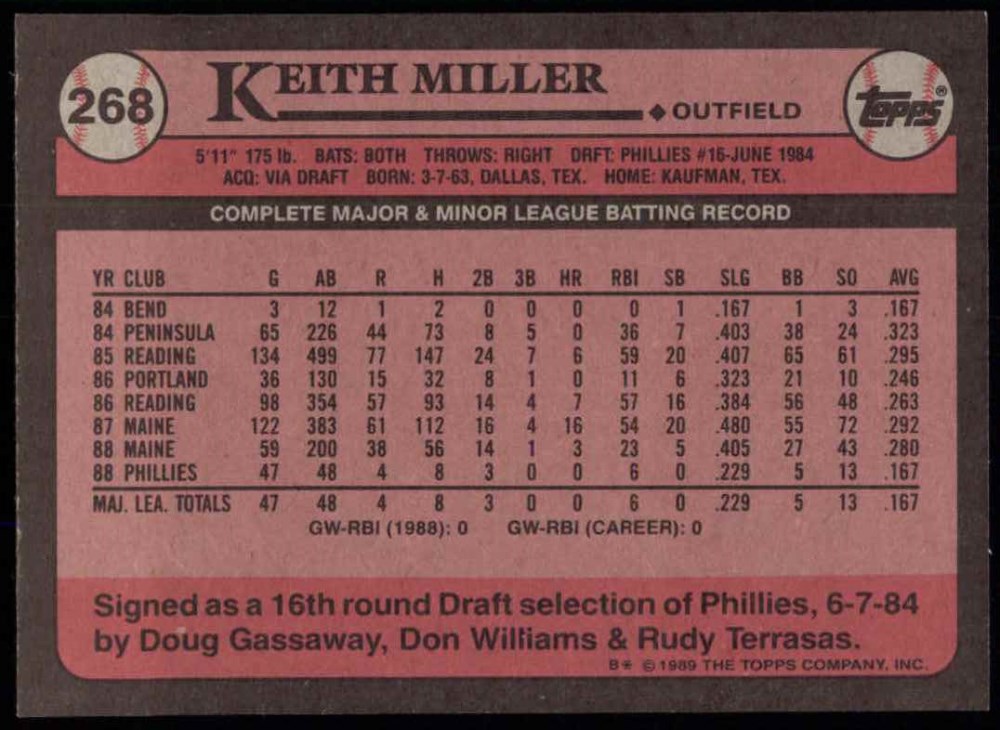 268
KEITH MILLER
OUTFIELD
TOPPS®
5'11" 175 lb. BATS: BOTH THROWS: RIGHT DRFT: PHILLIES #16-JUNE 1984
ACQ: VIA DRAFT BORN: 3-7-63, DALLAS, TEX. HOME: KAUFMAN, TEX.
COMPLETE MAJOR & MINOR LEAGUE BATTING RECORD
YR CLUB G AB R H 2B 3B HR RBI SB SLG BB SO AVG
84 BEND 3 12 1 2 0 0 0 0 1 .167 1 3 .167
84 PENINSULA 65 226 44 73 8 5 0 36 7 .403 38 24 .323
85 READING 134 499 77 147 24 7 6 59 20 .407 65 61 .295
86 PORTLAND 36 130 15 32 8 1 0 11 6 .323 21 10 .246
86 READING 98 354 57 93 14 4 7 57 16 .384 56 48 .263
87 MAINE 122 383 61 112 16 4 16 54 20 .480 55 72 .292
88 MAINE 59 200 38 56 14 1 3 23 5 .405 27 43 .280
88 PHILLIES 47 48 4 8 3 0 0 6 0 .229 5 13 .167
MAJ. LEA. TOTALS 47 48 4 8 3 0 0 6 0 .229 5 13 .167
GW-RBI (1988): 0 GW-RBI (CAREER): 0
Signed as a 16th round Draft selection of Phillies, 6-7-84
by Doug Gassaway, Don Williams & Rudy Terrasas.
B* © 1989 THE TOPPS COMPANY, INC.